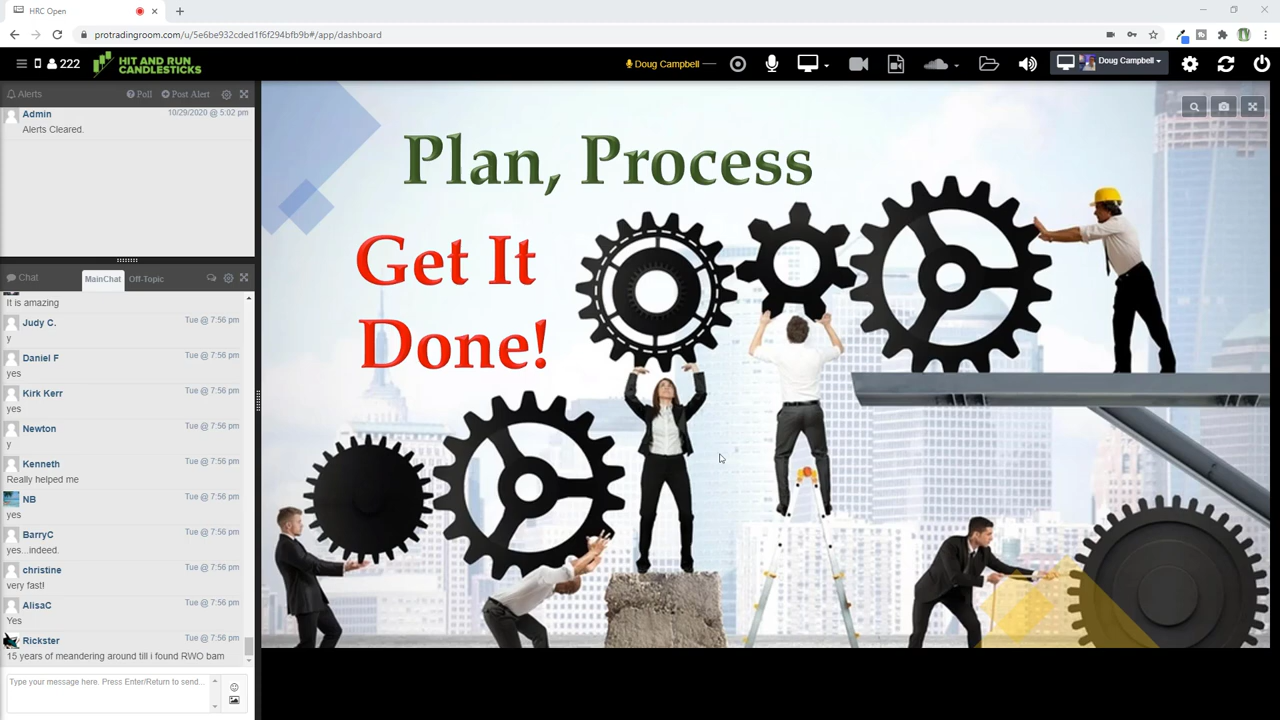 HRC Open
protradingroom.com/u/5e6be932cded1f6f294bfb9b#/app/dashboard
222
HIT AND RUN
CANDLESTICKS
Doug Campbell
Doug Campbell
Alerts
Poll
Post Alert
Admin
10/29/2020 @ 5:02 pm
Alerts Cleared.
Chat
MainChat
Off-Topic
It is amazing
Judy C.
Tue @ 7:56 pm
y
Daniel F
Tue @ 7:56 pm
yes
Kirk Kerr
Tue @ 7:56 pm
yes
Newton
Tue @ 7:56 pm
y
Kenneth
Tue @ 7:56 pm
Really helped me
NB
Tue @ 7:56 pm
yes
BarryC
Tue @ 7:56 pm
yes...indeed.
christine
Tue @ 7:56 pm
very fast!
AlisaC
Tue @ 7:56 pm
Yes
Rickster
Tue @ 7:56 pm
15 years of meandering around till i found RWO bam
Type your message here. Press Enter/Return to send...
Plan, Process
Get It
Done!